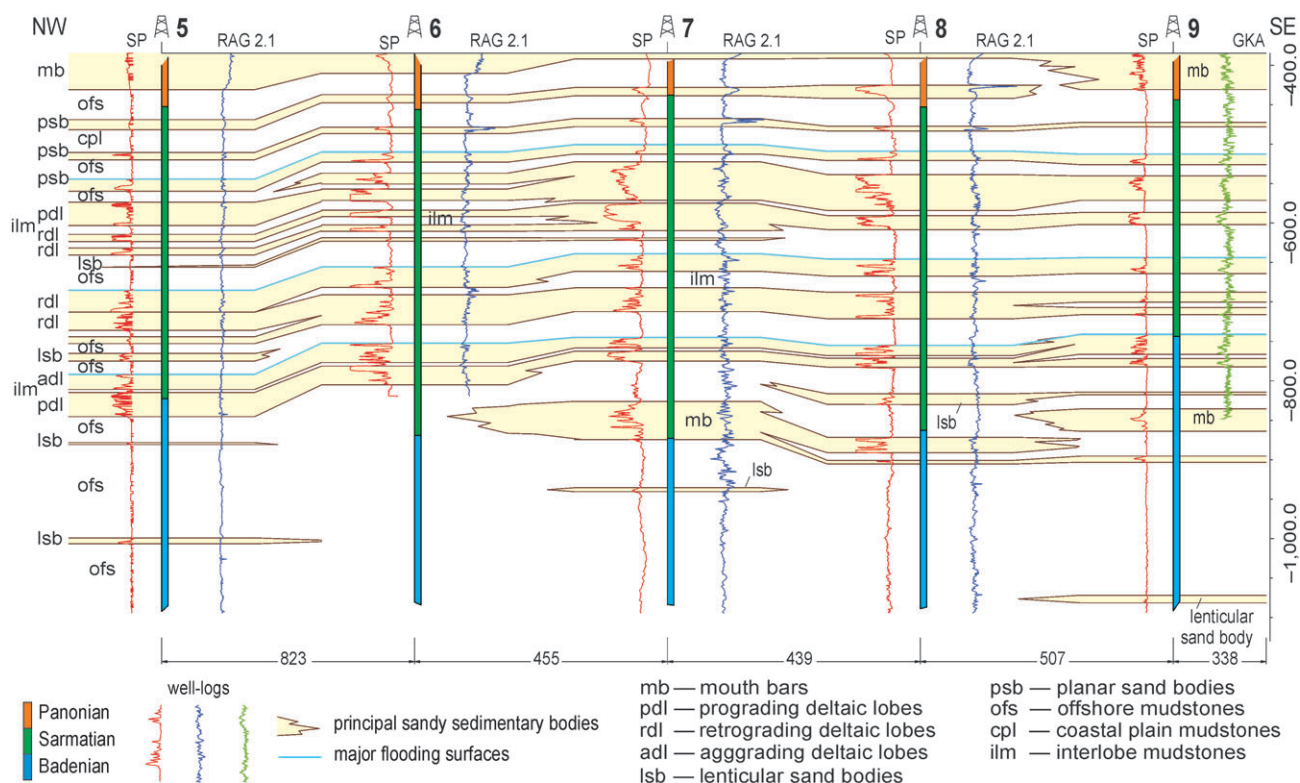 NW
5
6
7
8
9
SE
SP
RAG 2.1
SP
RAG 2.1
SP
RAG 2.1
SP
RAG 2.1
SP
GKA
mb
ofs
psb
cpl
psb
ofs
psb
ofs
pdl
ilm
rdl
rdl
lsb
ofs
rdl
rdl
ofs
lsb
ofs
adl
ilm
pdl
ofs
lsb
ofs
lsb
ofs
ilm
ilm
mb
lsb
lsb
mb
mb
lenticular
sand body
–400.0
–600.0
–800.0
–1,000.0
823
455
439
507
338
well-logs
Panonian
Sarmatian
Badenian
principal sandy sedimentary bodies
major flooding surfaces
mb — mouth bars
pdl — prograding deltaic lobes
rdl — retrograding deltaic lobes
adl — agggrading deltaic lobes
lsb — lenticular sand bodies
psb — planar sand bodies
ofs — offshore mudstones
cpl — coastal plain mudstones
ilm — interlobe mudstones